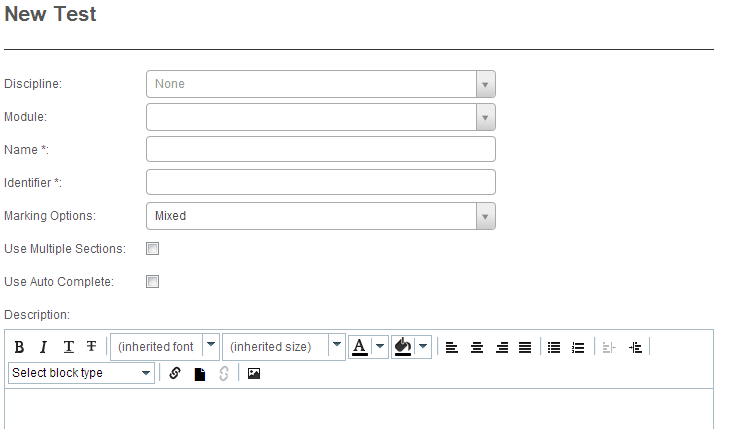 New Test
Discipline: None
Module:
Name *:
Identifier *:
Marking Options: Mixed
Use Multiple Sections:
Use Auto Complete:
Description:
B I T T (inherited font (inherited size) A
Select block type